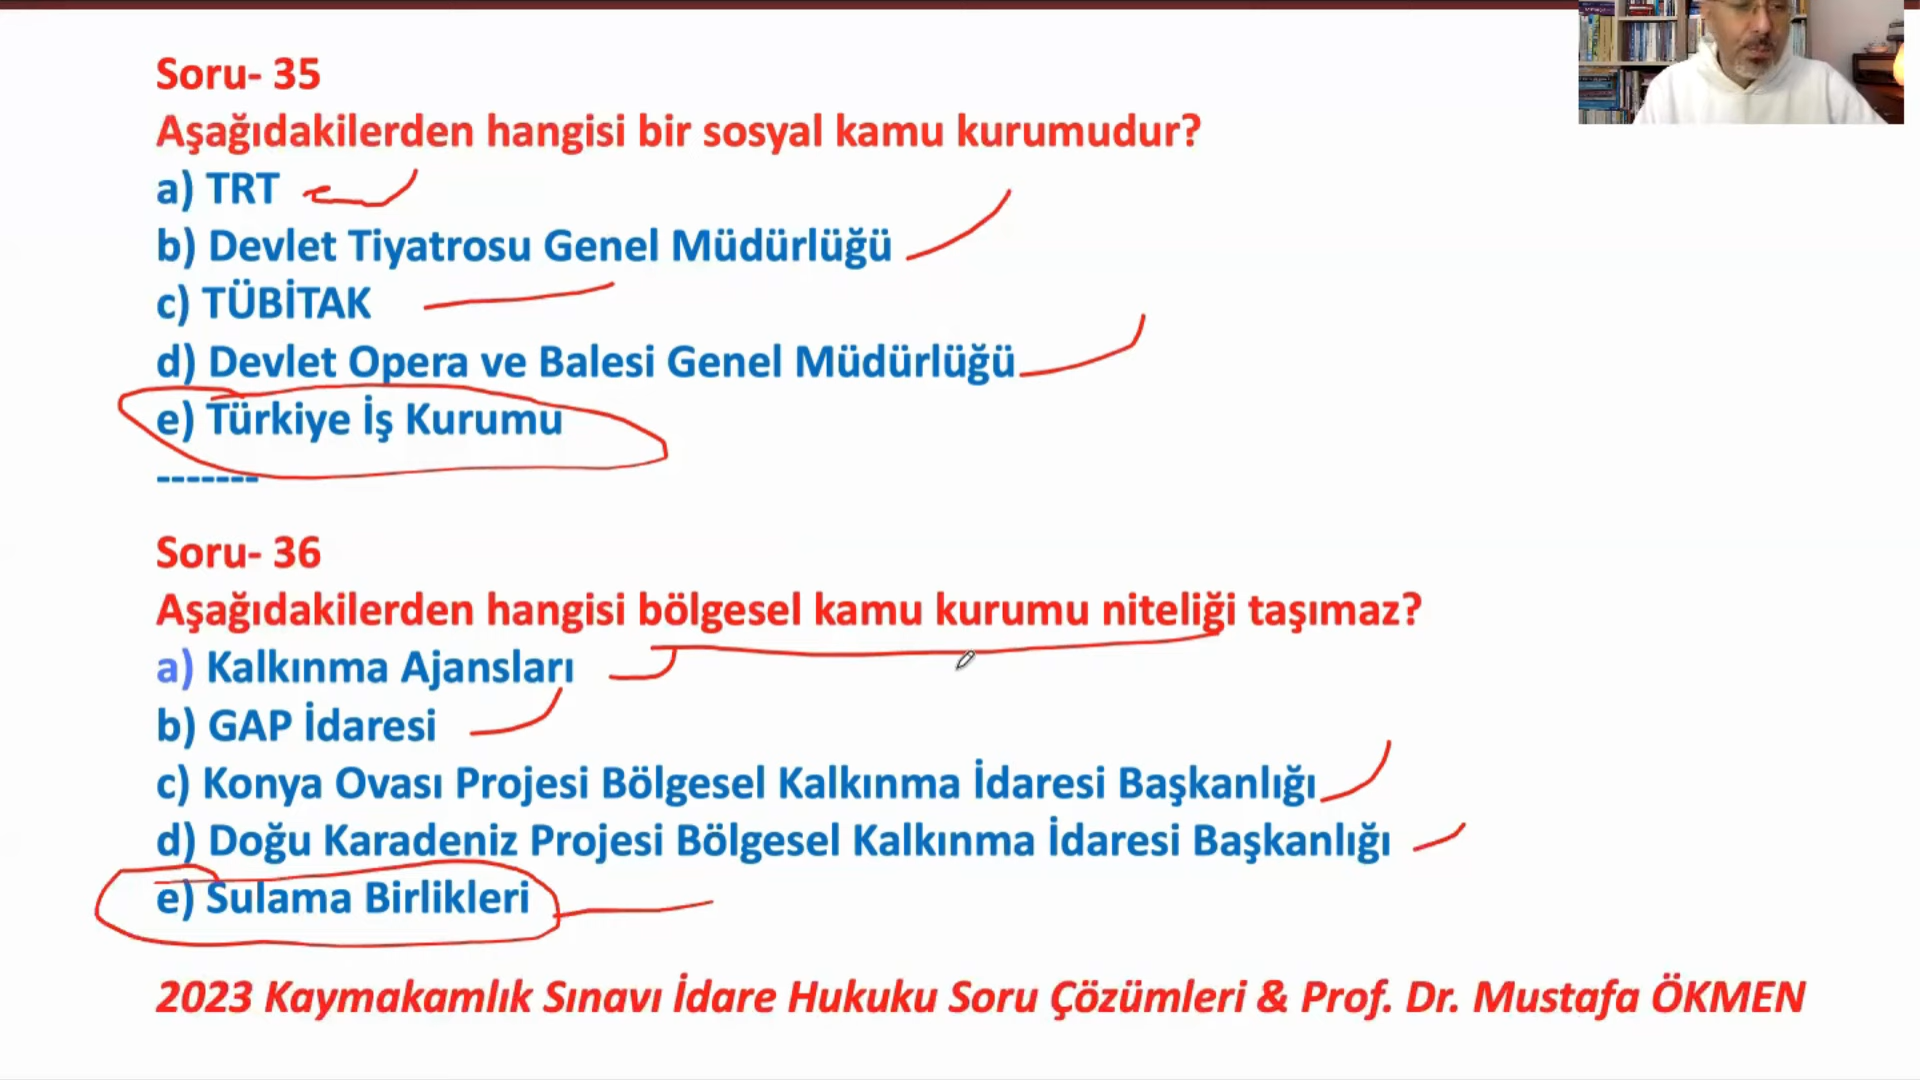 Soru- 35
Aşağıdakilerden hangisi bir sosyal kamu kurumudur?
a) TRT
b) Devlet Tiyatrosu Genel Müdürlüğü
c) TÜBİTAK
d) Devlet Opera ve Balesi Genel Müdürlüğü
e) Türkiye İş Kurumu
-------
Soru- 36
Aşağıdakilerden hangisi bölgesel kamu kurumu niteliği taşımaz?
a) Kalkınma Ajansları
b) GAP İdaresi
c) Konya Ovası Projesi Bölgesel Kalkınma İdaresi Başkanlığı
d) Doğu Karadeniz Projesi Bölgesel Kalkınma İdaresi Başkanlığı
e) Sulama Birlikleri
2023 Kaymakamlık Sınavı İdare Hukuku Soru Çözümleri & Prof. Dr. Mustafa ÖKMEN